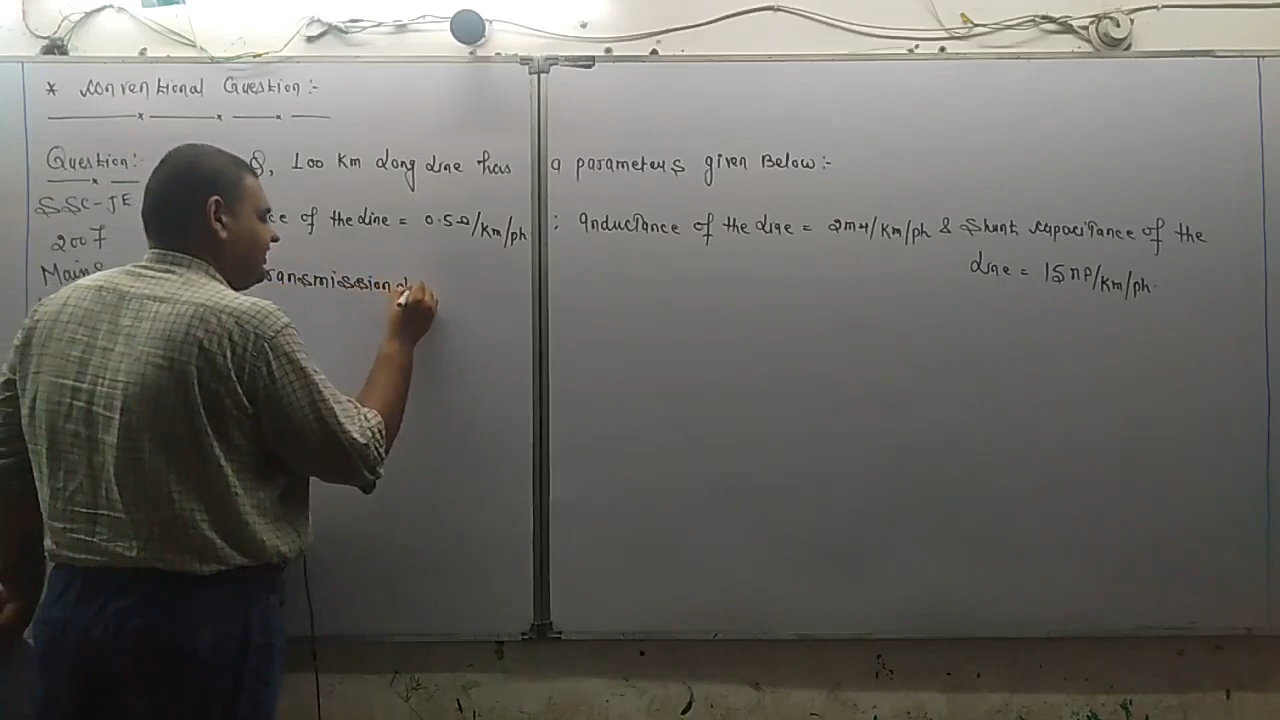 * Conventional Question:-
Question:- , 100 Km Long Line has a parameters given Below:-
SSC-JE
2007
Mains
ce of the Line = 0.5Ω/Km/ph : Inductance of the Line = 2mH/Km/ph & Shunt capacitance of the
Line = 15nF/Km/ph.
ransmission